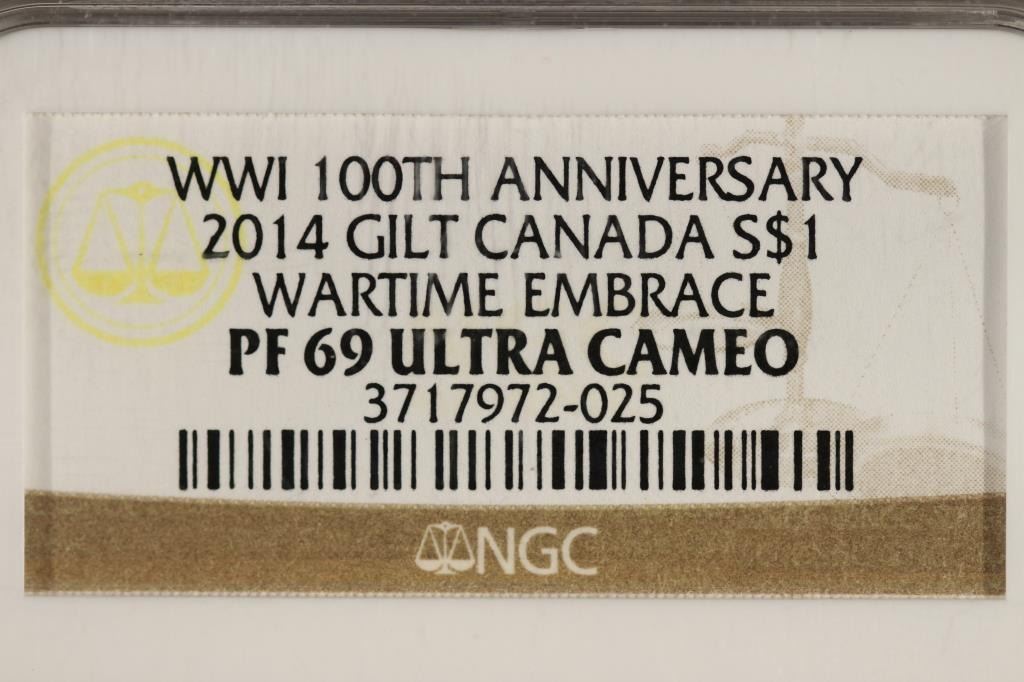 WWI 100TH ANNIVERSARY
2014 GILT CANADA S$1
WARTIME EMBRACE
PF 69 ULTRA CAMEO
3717972-025
NGC